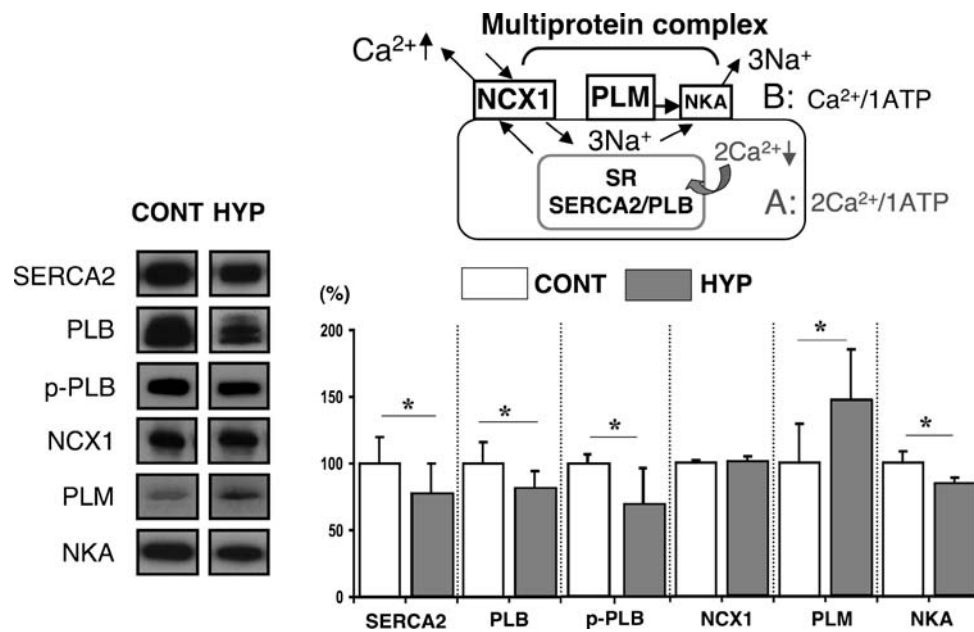 Multiprotein complex
Ca²⁺↑
3Na⁺
NCX1
PLM
NKA
B: Ca²⁺/1ATP
3Na⁺
2Ca²⁺↓
SR
SERCA2/PLB
A: 2Ca²⁺/1ATP
CONT HYP
SERCA2
PLB
p-PLB
NCX1
PLM
NKA
CONT
HYP
(%)
200
150
100
50
0
*
*
*
*
*
SERCA2
PLB
p-PLB
NCX1
PLM
NKA